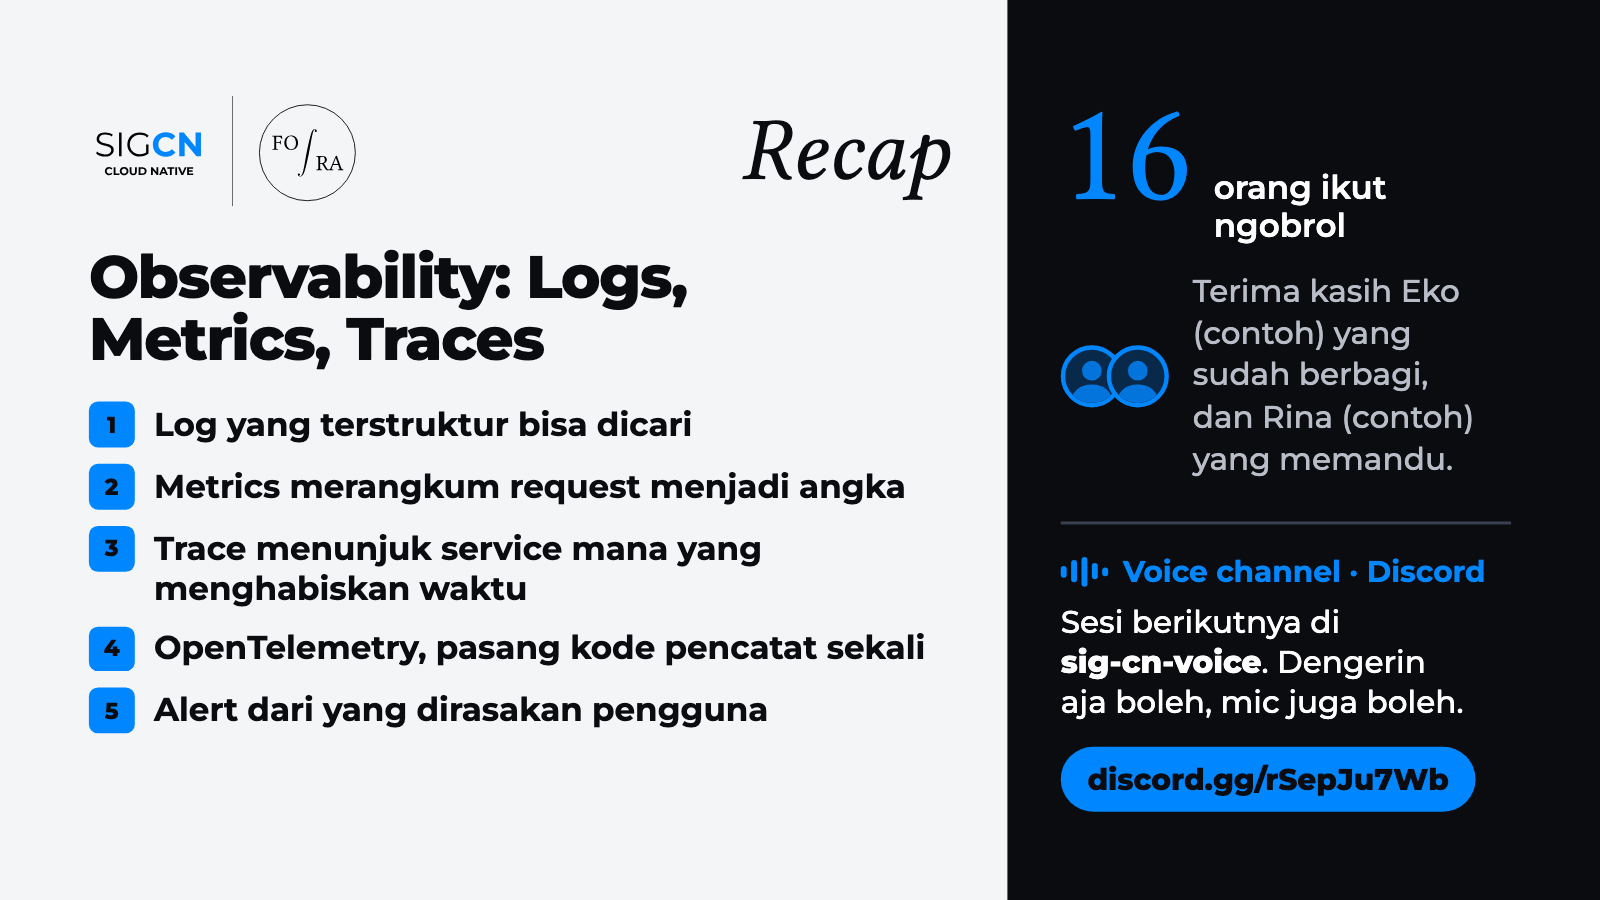 SIGCN
CLOUD NATIVE
FO
RA
Recap
Observability: Logs,
Metrics, Traces
1 Log yang terstruktur bisa dicari
2 Metrics merangkum request menjadi angka
3 Trace menunjuk service mana yang
menghabiskan waktu
4 OpenTelemetry, pasang kode pencatat sekali
5 Alert dari yang dirasakan pengguna
16 orang ikut
ngobrol
Terima kasih Eko
(contoh) yang
sudah berbagi,
dan Rina (contoh)
yang memandu.
Voice channel · Discord
Sesi berikutnya di
sig-cn-voice. Dengerin
aja boleh, mic juga boleh.
discord.gg/rSepJu7Wb